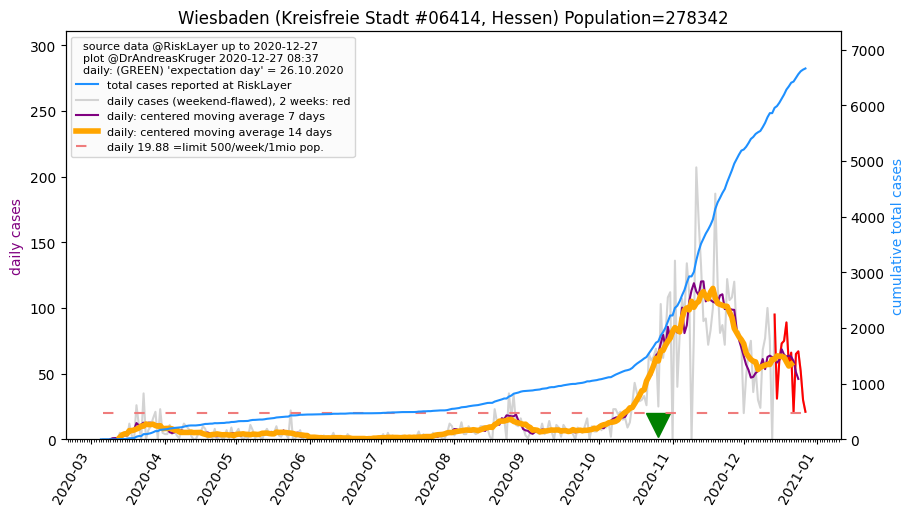 Wiesbaden (Kreisfreie Stadt #06414, Hessen) Population=278342
source data @RiskLayer up to 2020-12-27
plot @DrAndreasKruger 2020-12-27 08:37
daily: (GREEN) 'expectation day' = 26.10.2020
total cases reported at RiskLayer
daily cases (weekend-flawed), 2 weeks: red
daily: centered moving average 7 days
daily: centered moving average 14 days
daily 19.88 =limit 500/week/1mio pop.
daily cases
300
250
200
150
100
50
0
cumulative total cases
7000
6000
5000
4000
3000
2000
1000
0
2020-03
2020-04
2020-05
2020-06
2020-07
2020-08
2020-09
2020-10
2020-11
2020-12
2021-01